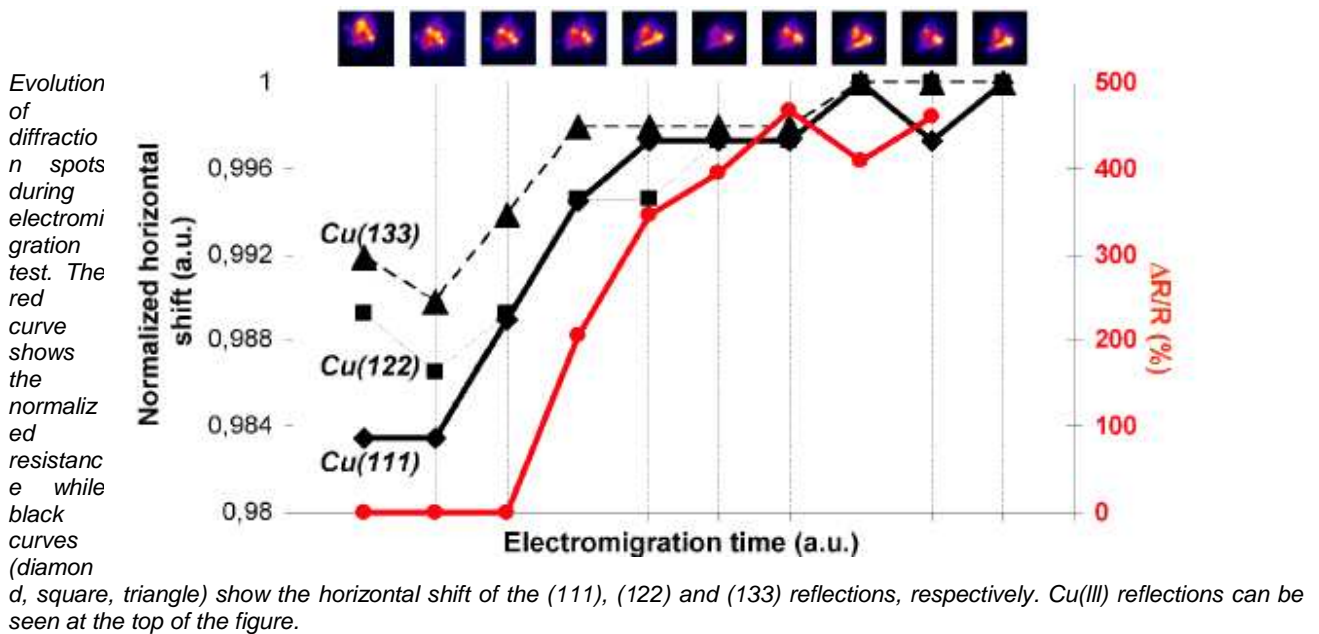 Evolution
of
diffractio
n spots
during
electromi
gration
test. The
red
curve
shows
the
normaliz
ed
resistanc
e while
black
curves
(diamon
d, square, triangle) show the horizontal shift of the (111), (122) and (133) reflections, respectively. Cu(lll) reflections can be
seen at the top of the figure.
Normalized horizontal
shift (a.u.)
1
0,996
0,992
0,988
0,984
0,98
Cu(133)
Cu(122)
Cu(111)
500
400
300
200
100
0
ΔR/R (%)
Electromigration time (a.u.)